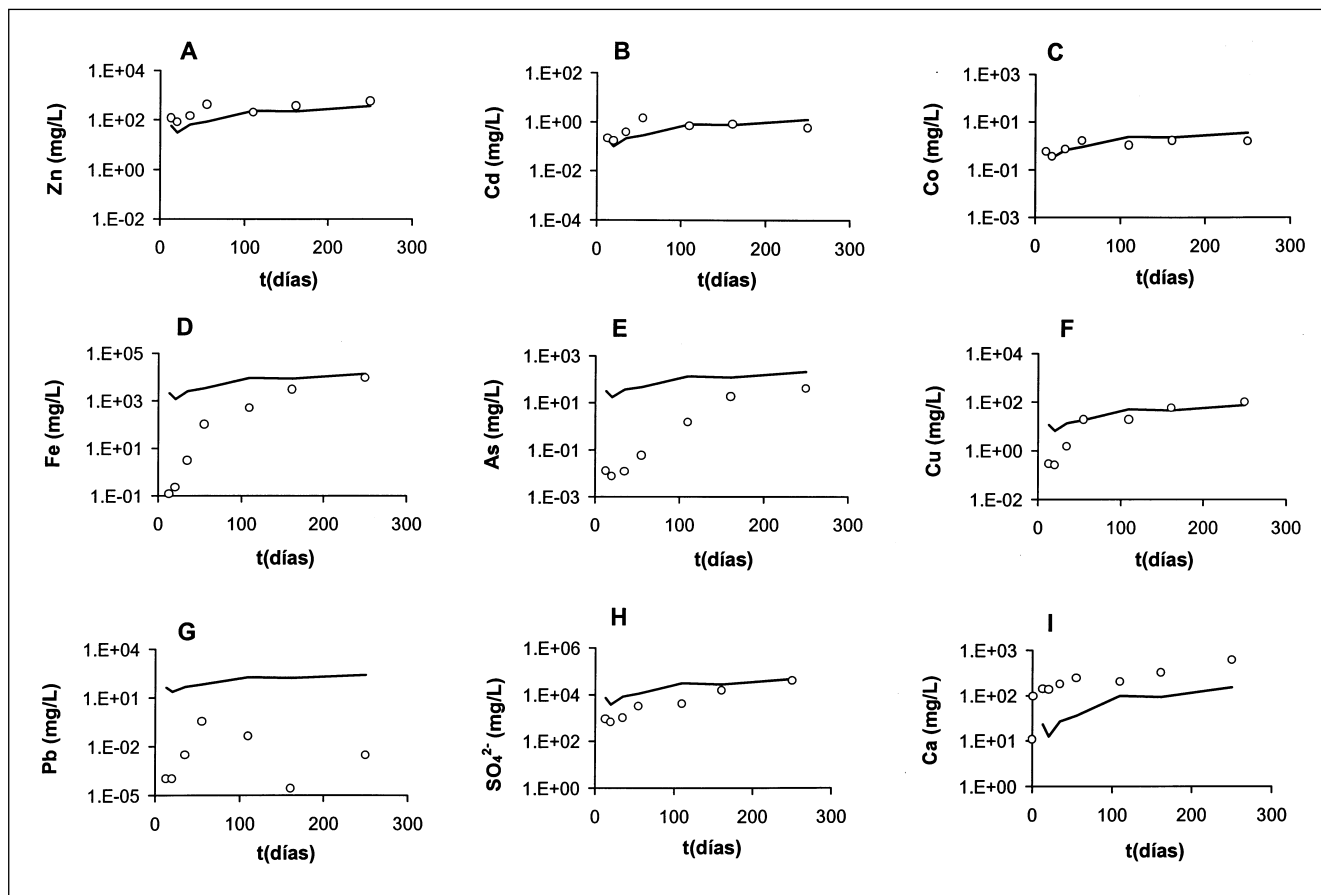 A
Zn (mg/L)
1.E+04
1.E+02
1.E+00
1.E-02
0 100 200 300
t(días)
B
Cd (mg/L)
1.E+02
1.E+00
1.E-02
1.E-04
0 100 200 300
t(días)
C
Co (mg/L)
1.E+03
1.E+01
1.E-01
1.E-03
0 100 200 300
t(días)
D
Fe (mg/L)
1.E+05
1.E+03
1.E+01
1.E-01
0 100 200 300
t(días)
E
As (mg/L)
1.E+03
1.E+01
1.E-01
1.E-03
0 100 200 300
t(días)
F
Cu (mg/L)
1.E+04
1.E+02
1.E+00
1.E-02
0 100 200 300
t(días)
G
Pb (mg/L)
1.E+04
1.E+01
1.E-02
1.E-05
0 100 200 300
t(días)
H
SO₄²⁻ (mg/L)
1.E+06
1.E+04
1.E+02
1.E+00
0 100 200 300
t(días)
I
Ca (mg/L)
1.E+03
1.E+02
1.E+01
1.E+00
0 100 200 300
t(días)